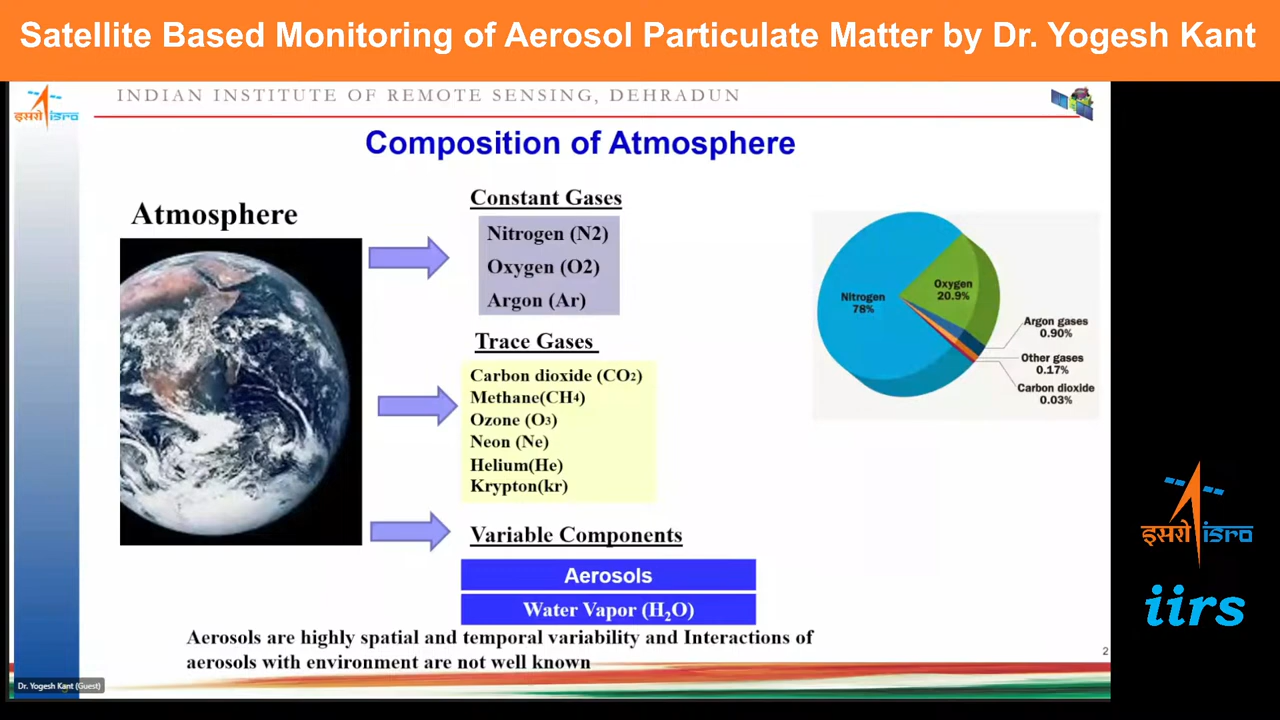 Satellite Based Monitoring of Aerosol Particulate Matter by Dr. Yogesh Kant
इसरो isro
INDIAN INSTITUTE OF REMOTE SENSING, DEHRADUN
Composition of Atmosphere
Atmosphere
Constant Gases
Nitrogen (N2)
Oxygen (O2)
Argon (Ar)
Trace Gases
Carbon dioxide (CO2)
Methane(CH4)
Ozone (O3)
Neon (Ne)
Helium(He)
Krypton(kr)
Variable Components
Aerosols
Water Vapor (H₂O)
Aerosols are highly spatial and temporal variability and Interactions of
aerosols with environment are not well known
Nitrogen
78%
Oxygen
20.9%
Argon gases
0.90%
Other gases
0.17%
Carbon dioxide
0.03%
2
Dr. Yogesh Kant (Guest)
इसरो isro
iirs